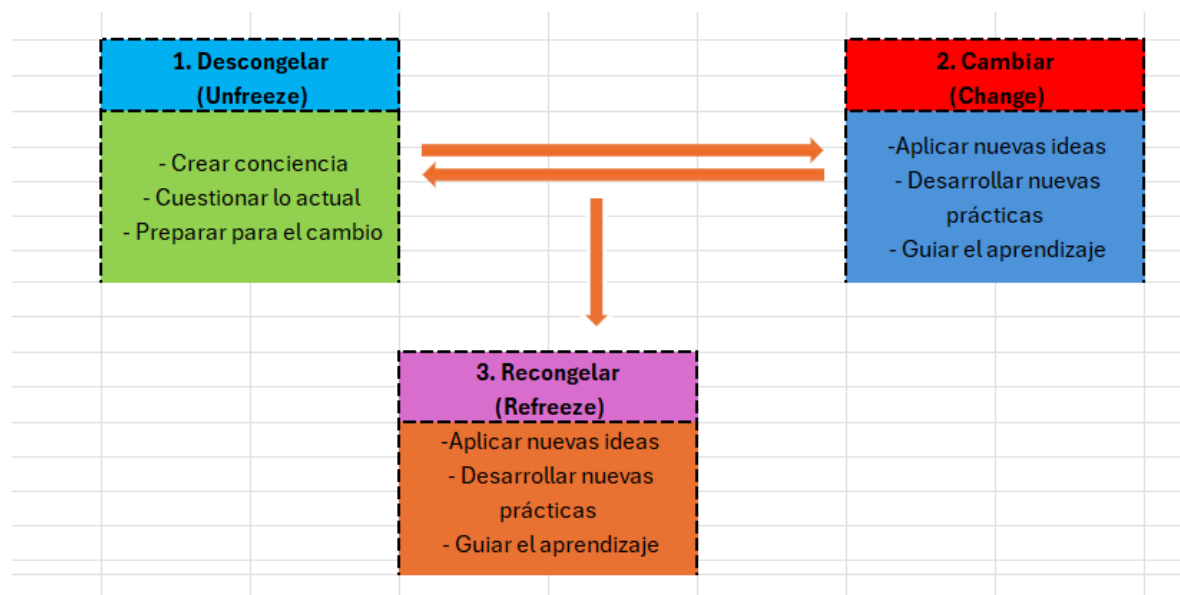 1. Descongelar
(Unfreeze)
- Crear conciencia
- Cuestionar lo actual
- Preparar para el cambio
2. Cambiar
(Change)
-Aplicar nuevas ideas
- Desarrollar nuevas
prácticas
- Guiar el aprendizaje
3. Recongelar
(Refreeze)
-Aplicar nuevas ideas
- Desarrollar nuevas
prácticas
- Guiar el aprendizaje